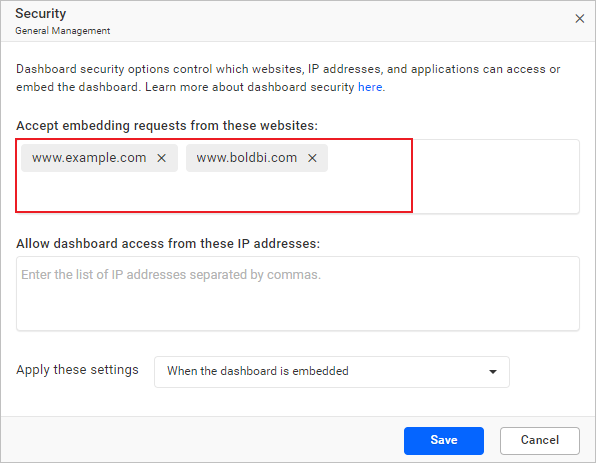 Security
General Management
Dashboard security options control which websites, IP addresses, and applications can access or
embed the dashboard. Learn more about dashboard security here.
Accept embedding requests from these websites:
www.example.com × www.boldbi.com ×
Allow dashboard access from these IP addresses:
Enter the list of IP addresses separated by commas.
Apply these settings When the dashboard is embedded
Save Cancel